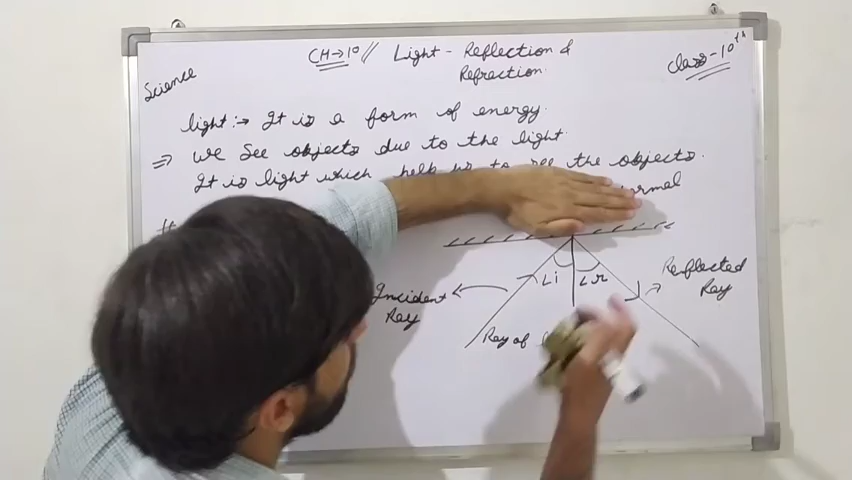 CH→10 // Light - Reflection &
Refraction
Class-10th
Science
light :→ It is a form of energy.
⇒ we see objects due to the light.
It is light which help us to see the objects.
#
normal
∠i ∠r
Incident
Ray
Reflected
Ray
Ray of